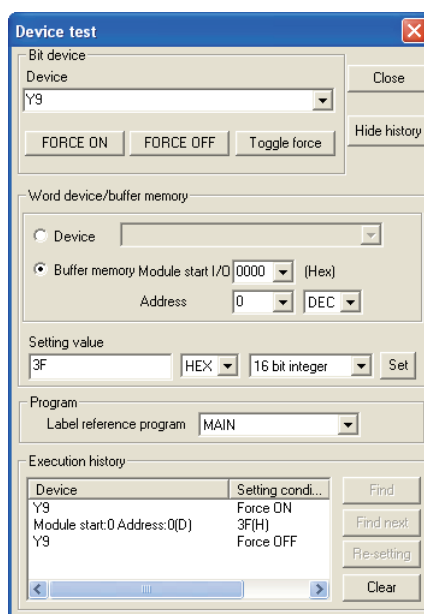 Device test
Bit device
Device
Close
Y9
FORCE ON FORCE OFF Toggle force
Hide history
Word device/buffer memory
Device
Buffer memory Module start I/O 0000 (Hex)
Address 0 DEC
Setting value
3F HEX 16 bit integer Set
Program
Label reference program MAIN
Execution history
Device Setting condi...
Y9 Force ON
Module start:0 Address:0(D) 3F(H)
Y9 Force OFF
Find
Find next
Re-setting
Clear